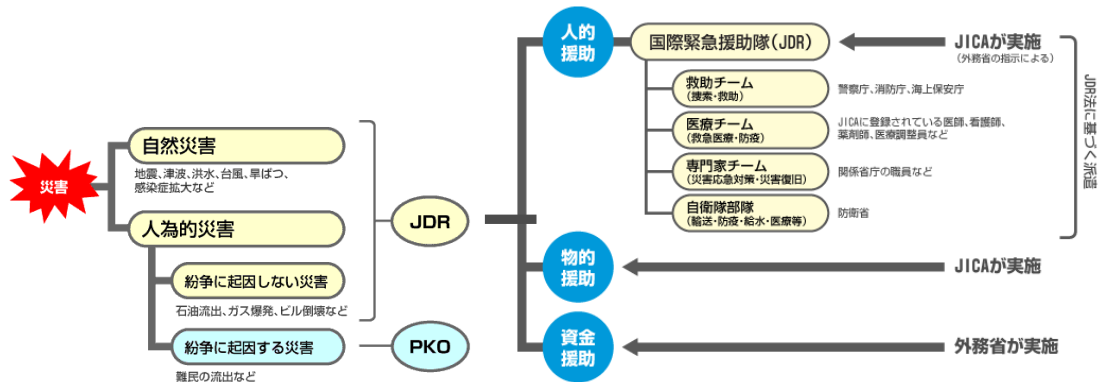 災害
自然災害
地震、津波、洪水、台風、旱ばつ、
感染症拡大など
人為的災害
紛争に起因しない災害
石油流出、ガス爆発、ビル倒壊など
紛争に起因する災害
難民の流出など
JDR
PKO
人的
援助
国際緊急援助隊(JDR)
JICAが実施
(外務省の指示による)
救助チーム
(捜索・救助)
警察庁、消防庁、海上保安庁
医療チーム
(救急医療・防疫)
JICAに登録されている医師、看護師、
薬剤師、医療調整員など
専門家チーム
(災害応急対策・災害復旧)
関係省庁の職員など
自衛隊部隊
(輸送・防疫・給水・医療等)
防衛省
JDR法に基づく派遣
物的
援助
JICAが実施
資金
援助
外務省が実施